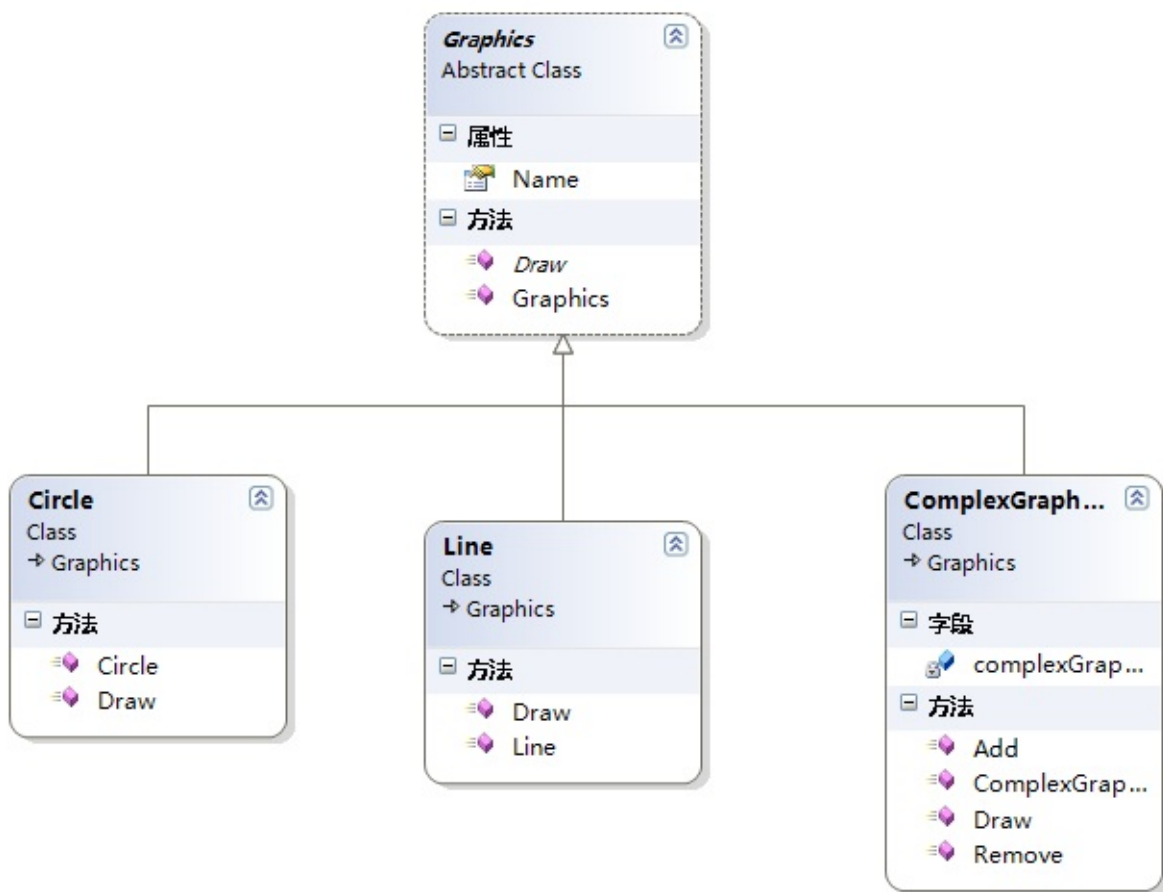 Graphics
Abstract Class
属性
Name
方法
Draw
Graphics
Circle
Class
Graphics
方法
Circle
Draw
Line
Class
Graphics
方法
Draw
Line
ComplexGraph...
Class
Graphics
字段
complexGrap...
方法
Add
ComplexGrap...
Draw
Remove